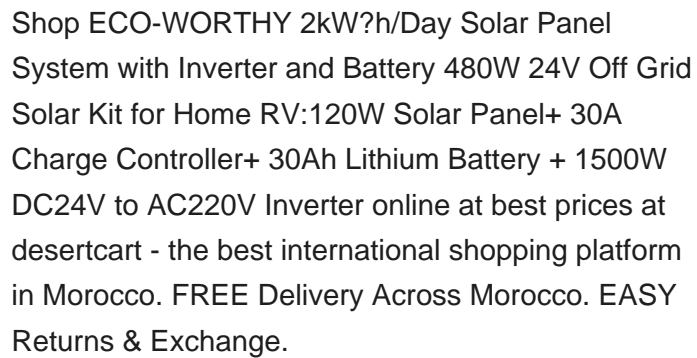 Shop ECO-WORTHY 2kW?h/Day Solar Panel
System with Inverter and Battery 480W 24V Off Grid
Solar Kit for Home RV:120W Solar Panel+ 30A
Charge Controller+ 30Ah Lithium Battery + 1500W
DC24V to AC220V Inverter online at best prices at
desertcart - the best international shopping platform
in Morocco. FREE Delivery Across Morocco. EASY
Returns & Exchange.